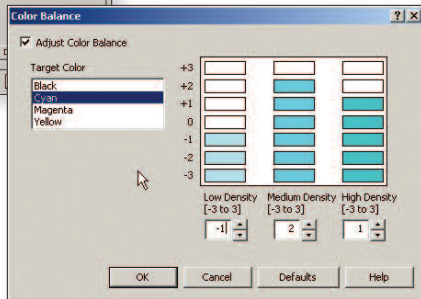 Color Balance
Adjust Color Balance
Target Color
Black
Cyan
Magenta
Yellow
+3
+2
+1
0
-1
-2
-3
Low Density
[-3 to 3]
Medium Density
[-3 to 3]
High Density
[-3 to 3]
-1
2
1
OK
Cancel
Defaults
Help